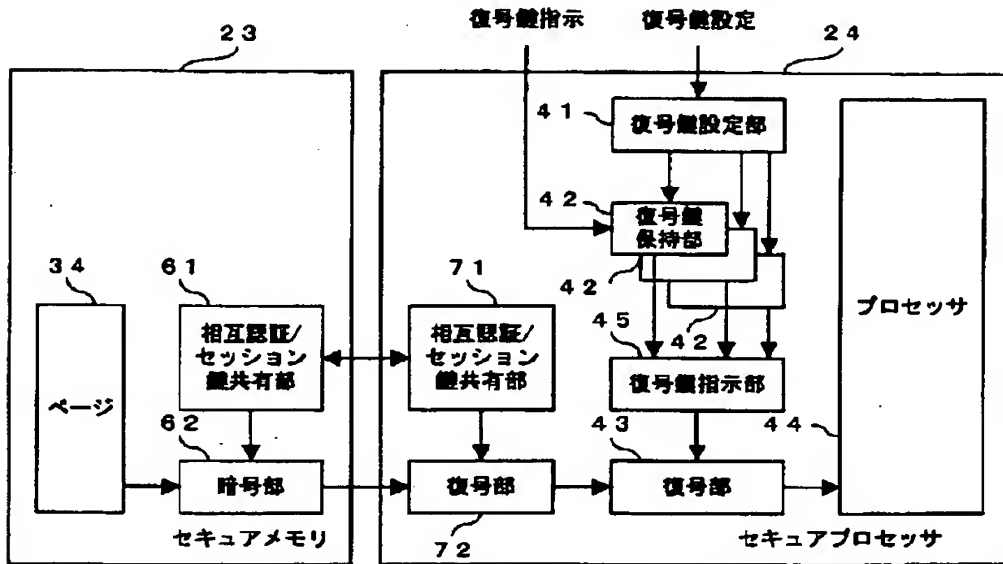 復号鍵指示
復号鍵設定
23
24
41
復号鍵設定部
42
復号鍵
保持部
42
42
34
ページ
61
相互認証/
セッション
鍵共有部
71
相互認証/
セッション
鍵共有部
45
復号鍵指示部
プロセッサ
44
62
暗号部
復号部
72
43
復号部
セキュアメモリ
セキュアプロセッサ